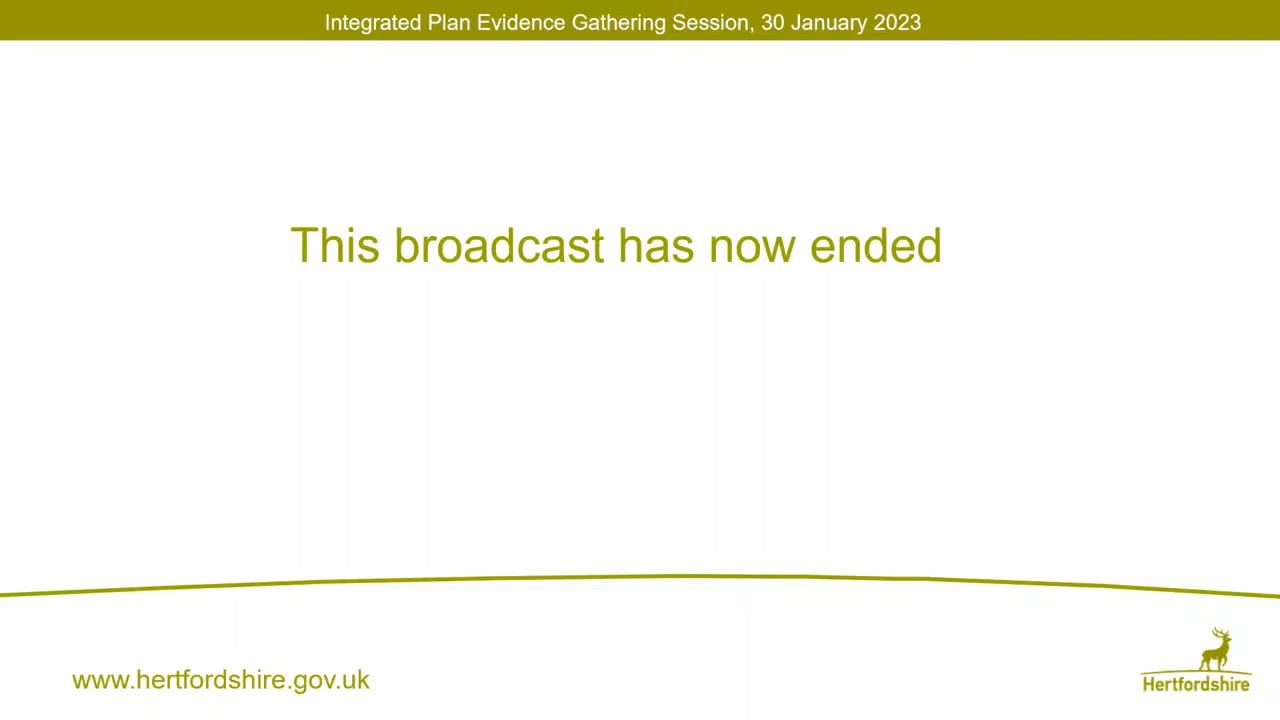 Integrated Plan Evidence Gathering Session, 30 January 2023
This broadcast has now ended
www.hertfordshire.gov.uk
Hertfordshire